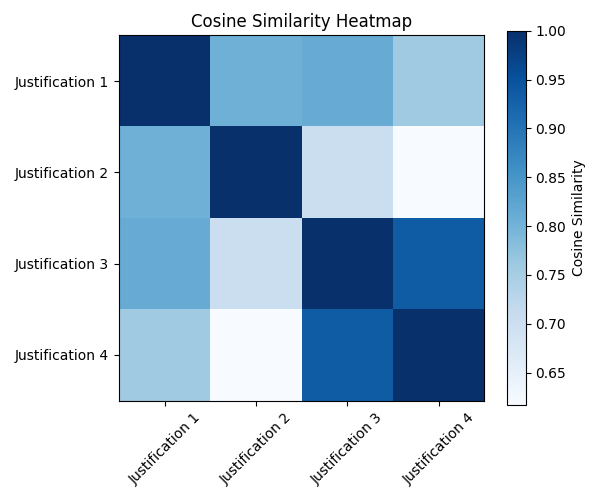 Cosine Similarity Heatmap
Justification 1
Justification 2
Justification 3
Justification 4
Justification 1
Justification 2
Justification 3
Justification 4
1.00
0.95
0.90
0.85
0.80
0.75
0.70
0.65
Cosine Similarity